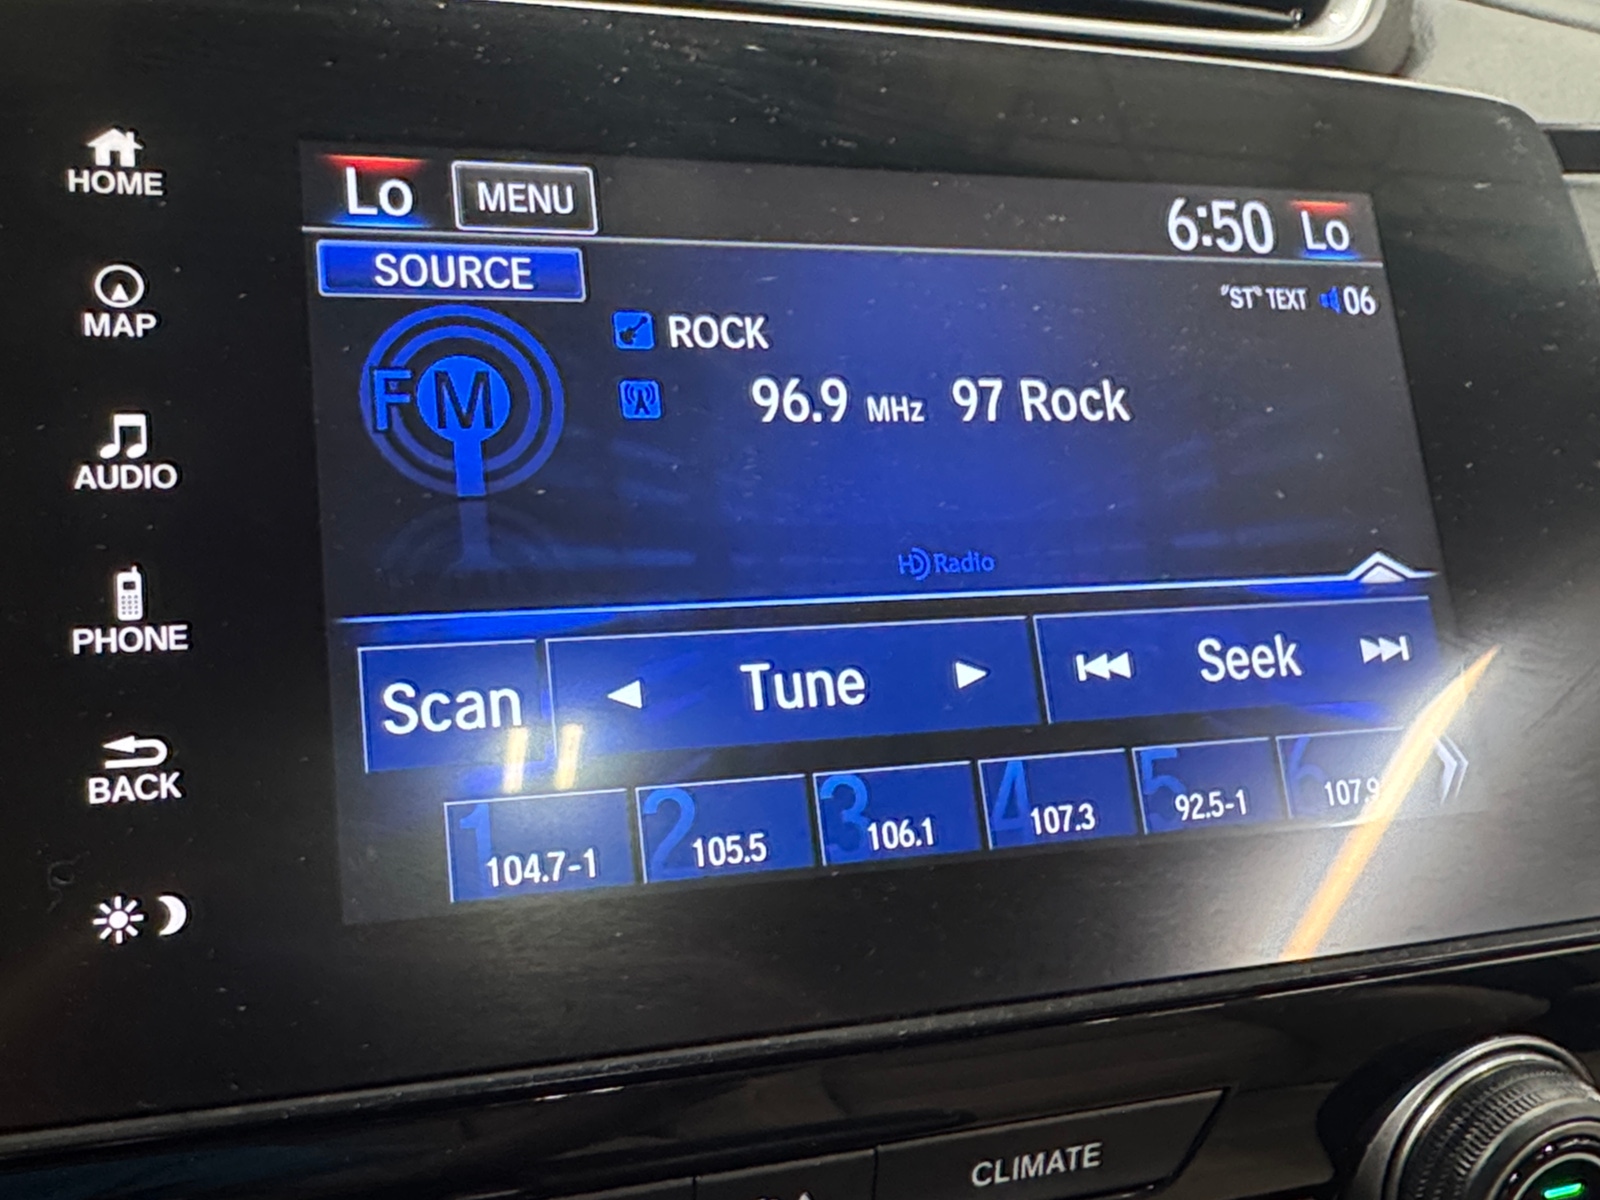 HOME
MAP
AUDIO
PHONE
BACK
Lo MENU 6:50 Lo
SOURCE
"ST" TEXT 06
FM
ROCK
96.9 MHz 97 Rock
HD Radio
Scan Tune Seek
1 104.7-1
2 105.5
3 106.1
4 107.3
5 92.5-1
6 107.9
CLIMATE